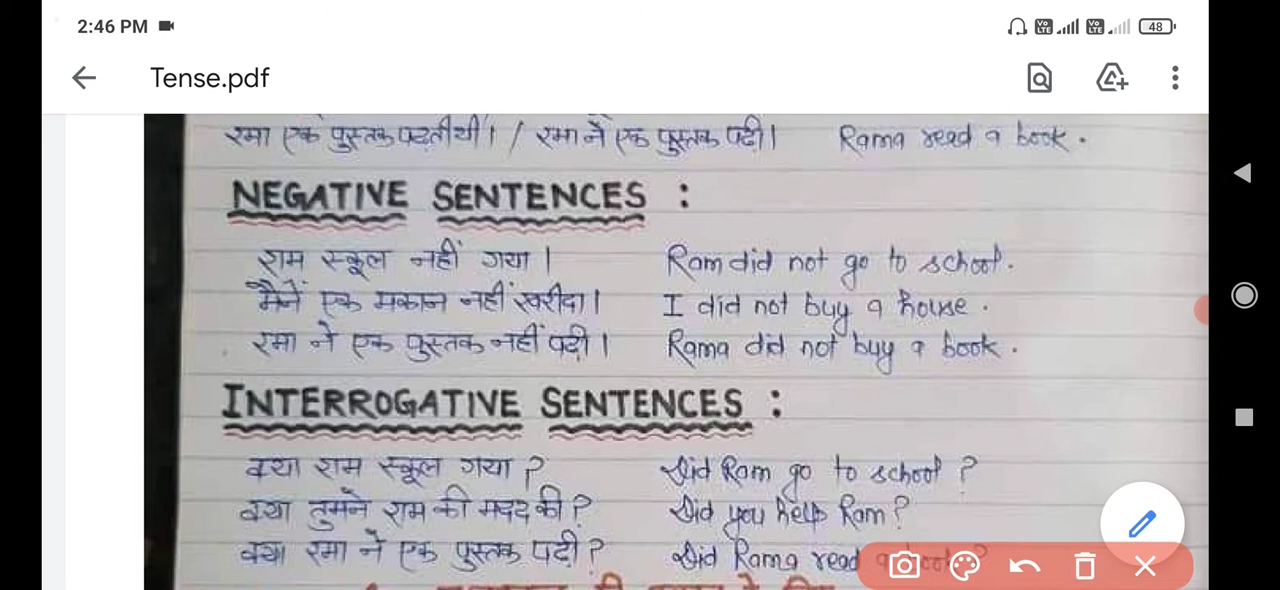 2:46 PM
48
Tense.pdf
रमा एक पुस्तक पढ़ती थी। / रमा ने एक पुस्तक पढ़ी। Rama read a book.
NEGATIVE SENTENCES :
राम स्कूल नहीं गया। Ram did not go to school.
मैनें एक मकान नहीं खरीदा। I did not buy a house.
रमा ने एक पुस्तक नहीं पढ़ी। Rama did not buy a book.
INTERROGATIVE SENTENCES :
क्या राम स्कूल गया ? Did Ram go to school ?
क्या तुमने राम की मदद की ? Did you help Ram ?
क्या रमा ने एक पुस्तक पढ़ी ? Did Rama read a book ?